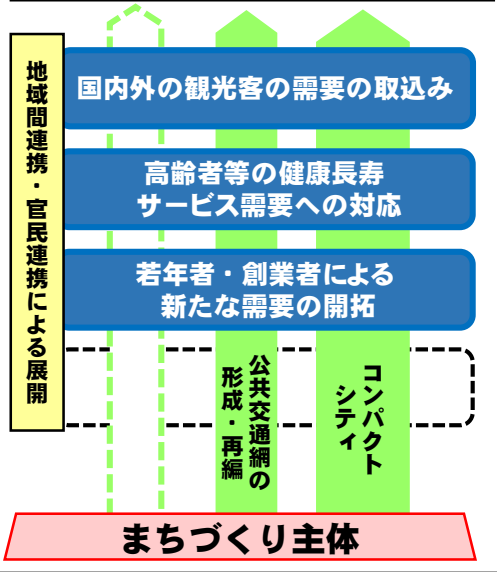 地域間連携・官民連携による展開
国内外の観光客の需要の取込み
高齢者等の健康長寿
サービス需要への対応
若年者・創業者による
新たな需要の開拓
公共交通網の
形成・再編
コンパクト
シティ
まちづくり主体